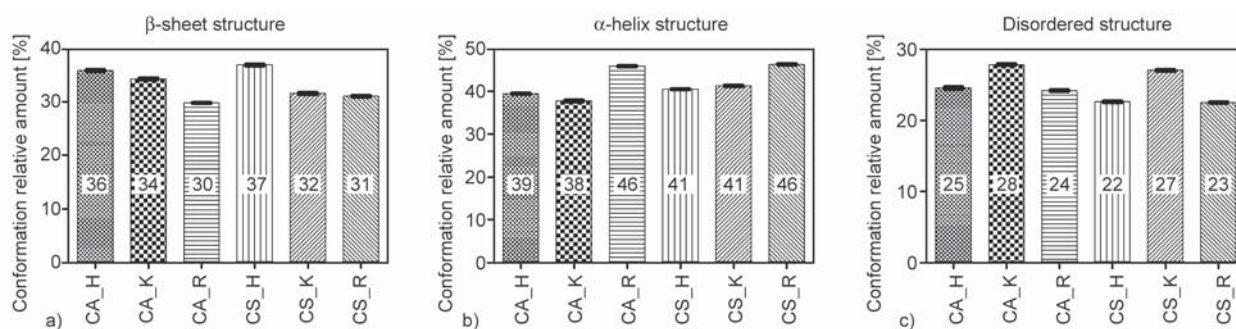 β-sheet structure
Conformation relative amount [%]
40
30
20
10
0
36
34
30
37
32
31
CA_H
CA_K
CA_R
CS_H
CS_K
CS_R
a)
α-helix structure
Conformation relative amount [%]
50
40
30
20
10
0
39
38
46
41
41
46
CA_H
CA_K
CA_R
CS_H
CS_K
CS_R
b)
Disordered structure
Conformation relative amount [%]
30
20
10
0
25
28
24
22
27
23
CA_H
CA_K
CA_R
CS_H
CS_K
CS_R
c)